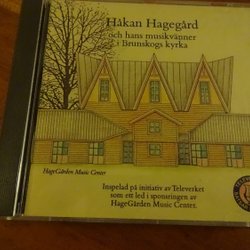 Håkan Hagegård
och hans musikvänner
i Brunskogs kyrka
HageGården Music Center
Inspelad på initiativ av Televerket
som ett led i sponsringen av
HageGården Music Center.